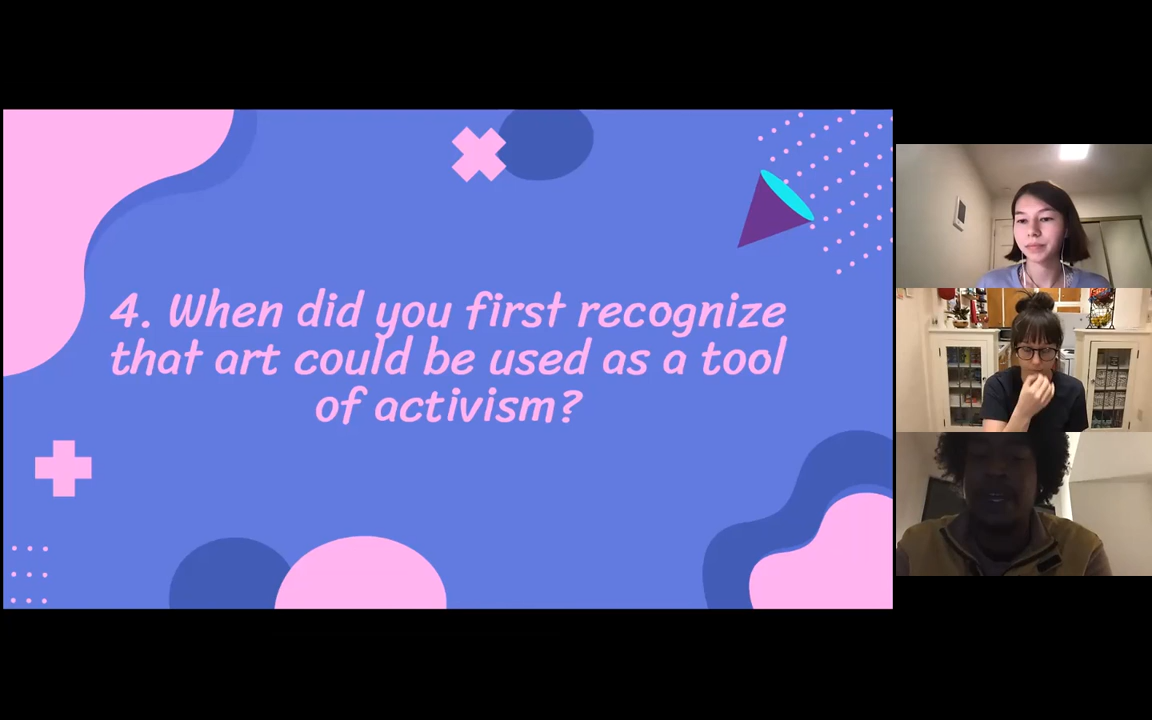 4. When did you first recognize
that art could be used as a tool
of activism?